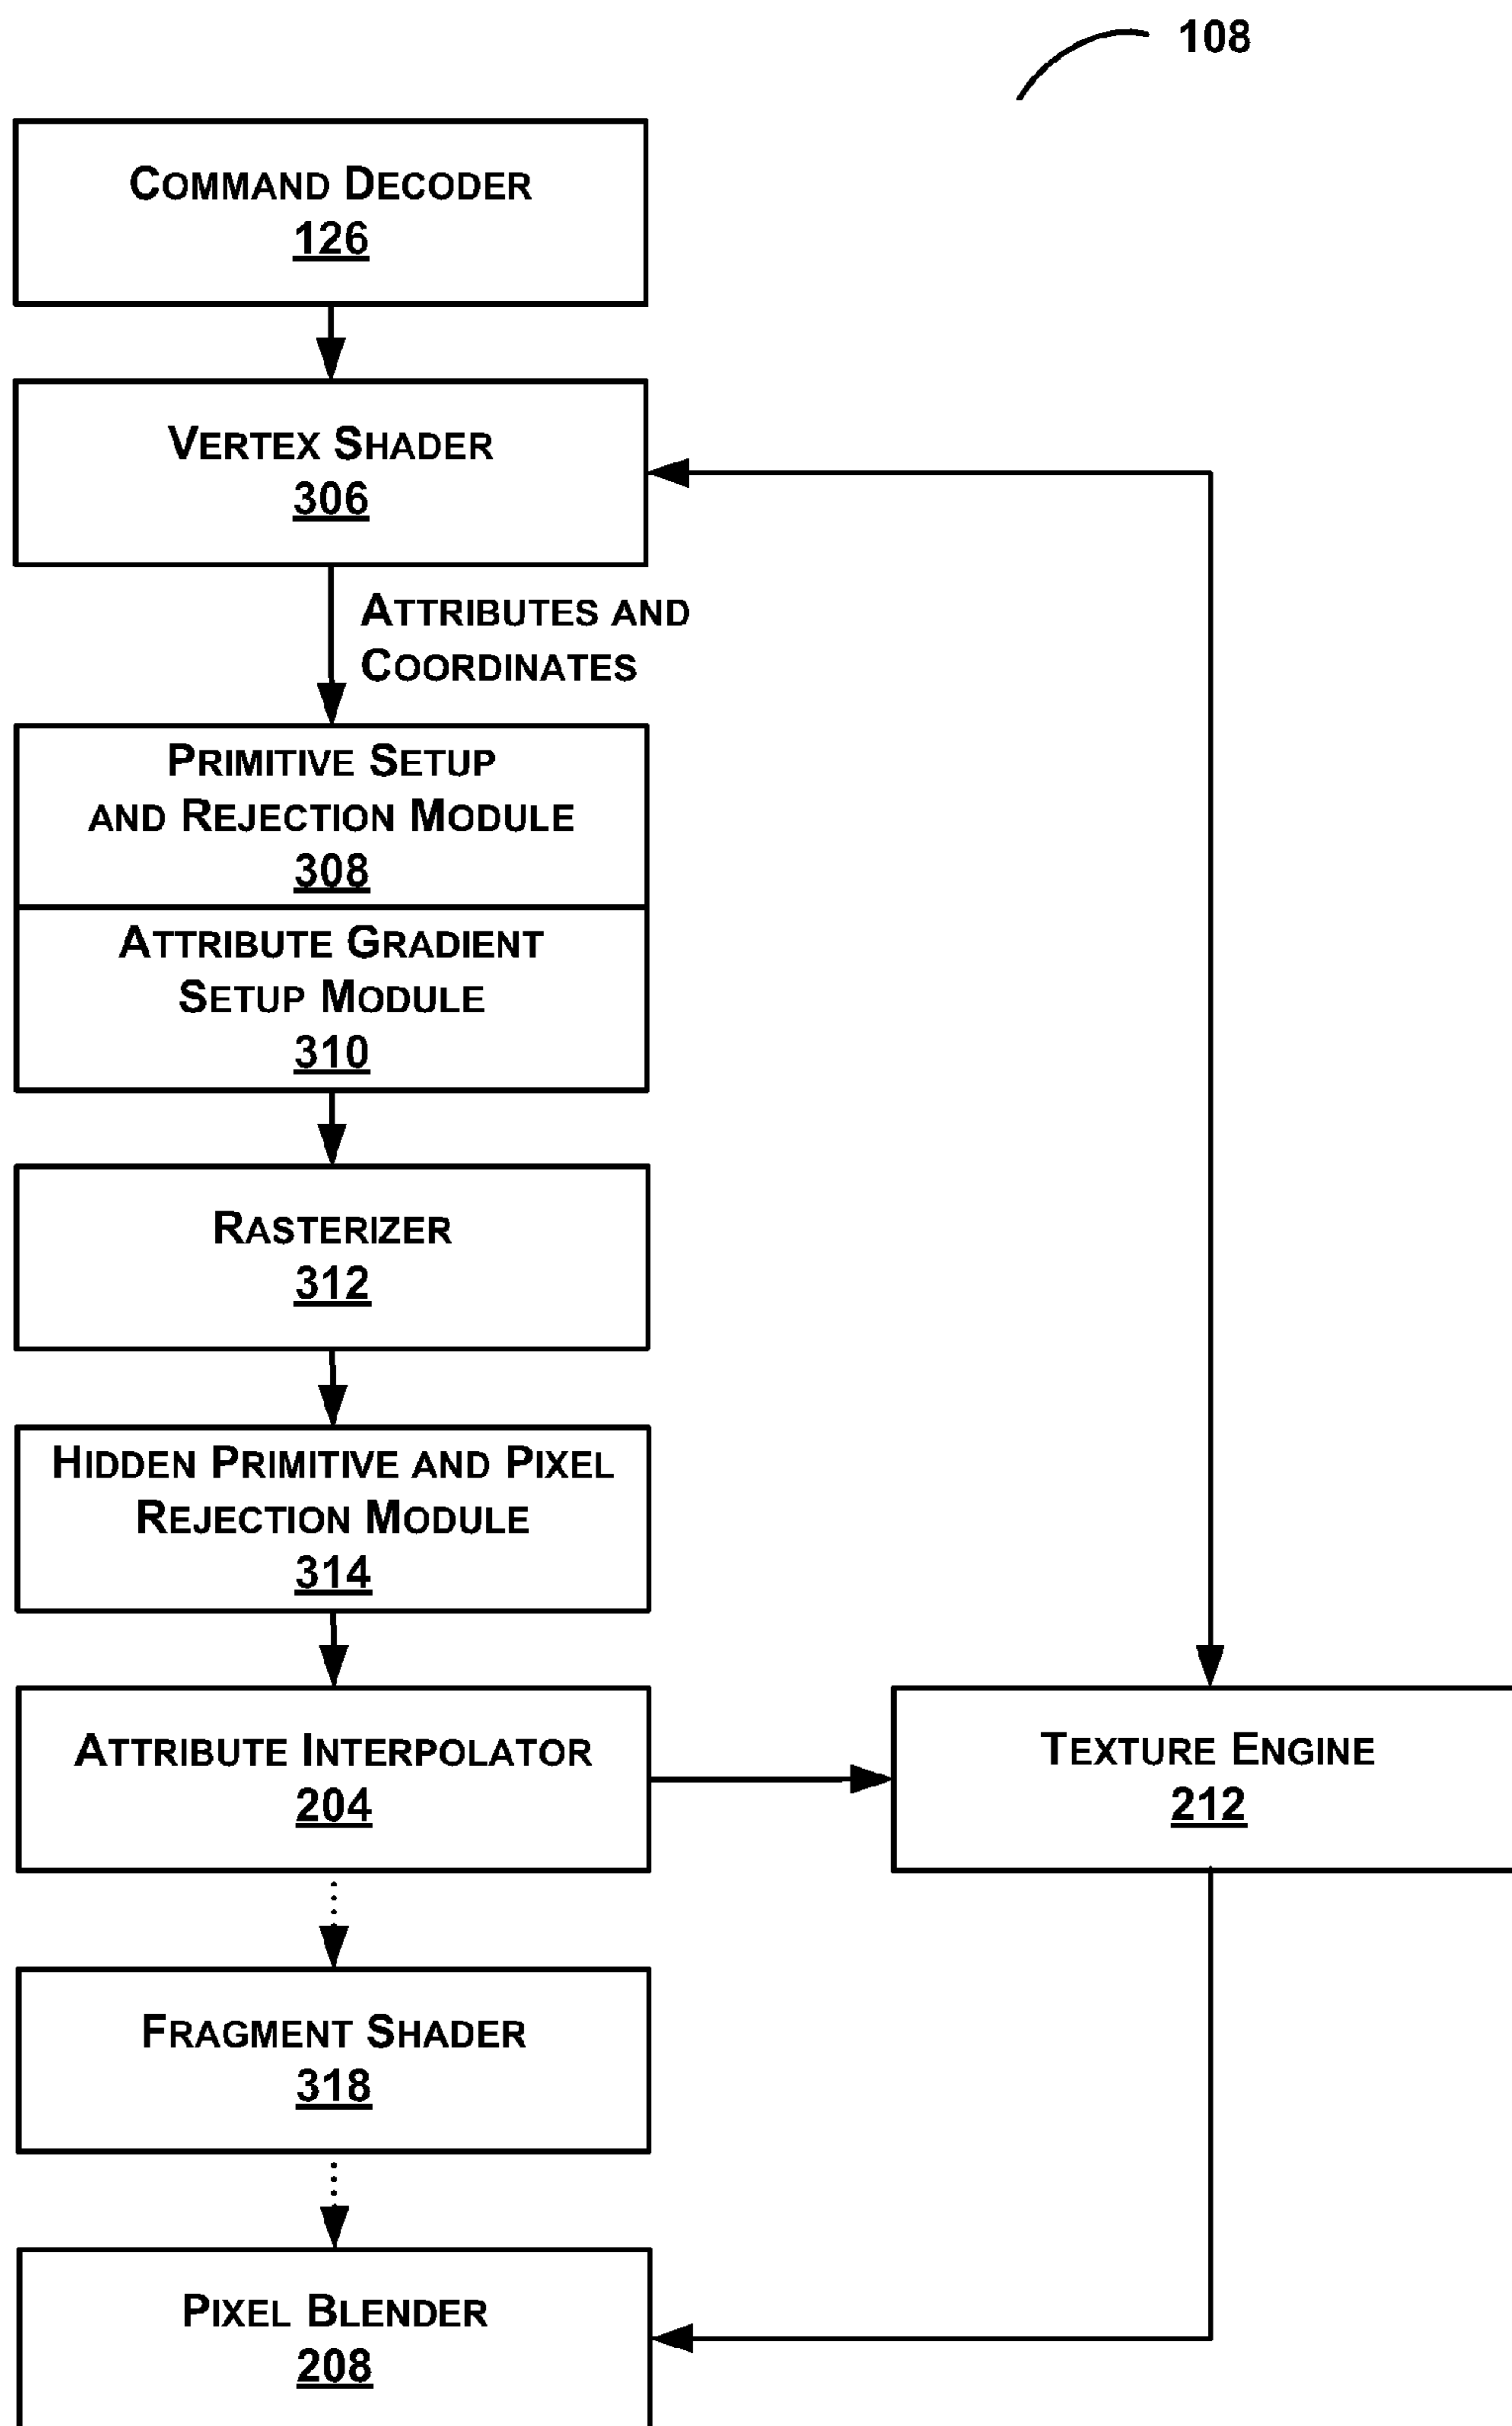 108
COMMAND DECODER
126
VERTEX SHADER
306
ATTRIBUTES AND
COORDINATES
PRIMITIVE SETUP
AND REJECTION MODULE
308
ATTRIBUTE GRADIENT
SETUP MODULE
310
RASTERIZER
312
HIDDEN PRIMITIVE AND PIXEL
REJECTION MODULE
314
ATTRIBUTE INTERPOLATOR
204
TEXTURE ENGINE
212
FRAGMENT SHADER
318
PIXEL BLENDER
208